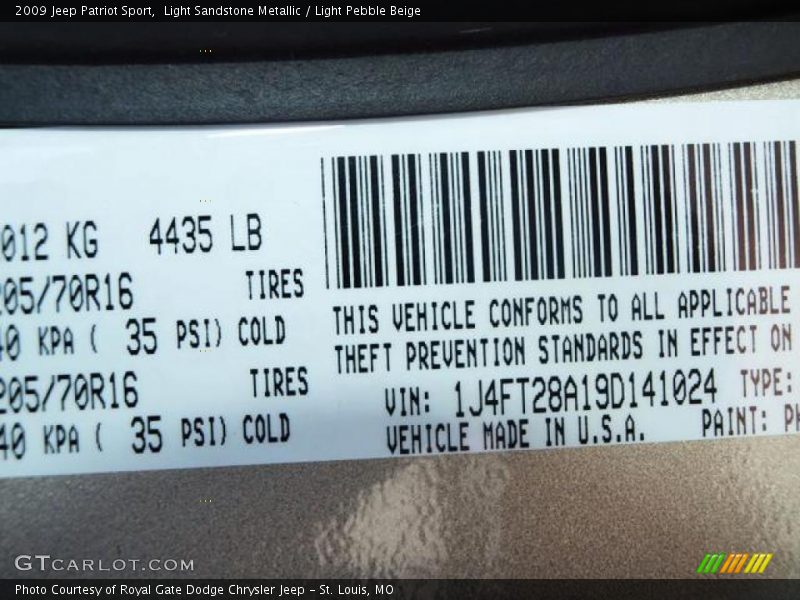 2009 Jeep Patriot Sport,  Light Sandstone Metallic / Light Pebble Beige
012 KG 4435 LB
205/70R16 TIRES
40 KPA ( 35 PSI) COLD
205/70R16 TIRES
40 KPA ( 35 PSI) COLD
THIS VEHICLE CONFORMS TO ALL APPLICABLE
THEFT PREVENTION STANDARDS IN EFFECT ON
VIN: 1J4FT28A19D141024 TYPE:
VEHICLE MADE IN U.S.A. PAINT:
GTCARLOT.COM
Photo Courtesy of Royal Gate Dodge Chrysler Jeep – St. Louis, MO